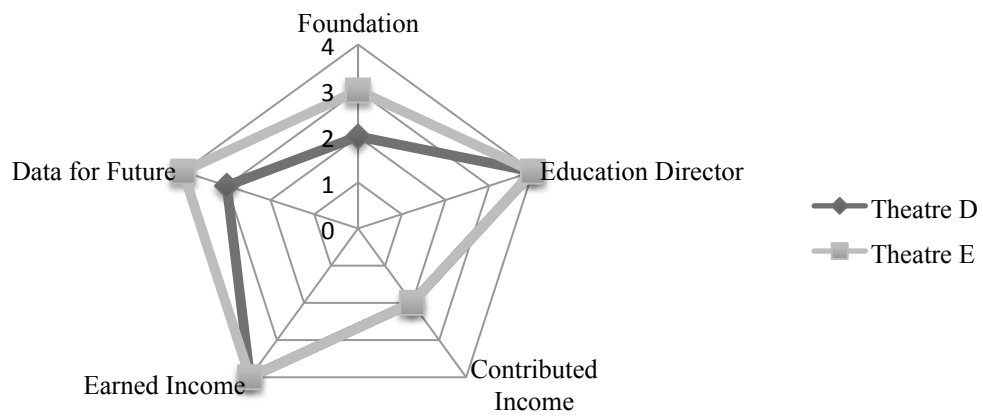 Foundation
4
3
2
1
0
Data for Future
Education Director
Theatre D
Theatre E
Earned Income
Contributed
Income